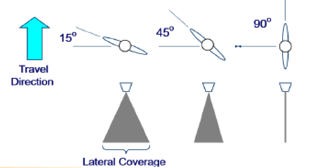 15° 45° 90°
Travel
Direction
Lateral Coverage